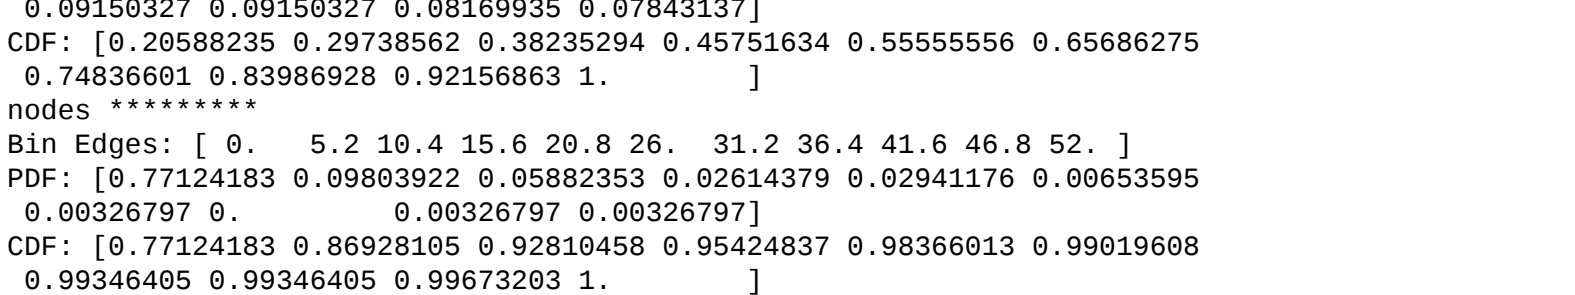 0.09150327 0.09150327 0.08169935 0.07843137]
CDF: [0.20588235 0.29738562 0.38235294 0.45751634 0.55555556 0.65686275
 0.74836601 0.83986928 0.92156863 1.        ]
nodes *********
Bin Edges: [ 0.   5.2 10.4 15.6 20.8 26.  31.2 36.4 41.6 46.8 52. ]
PDF: [0.77124183 0.09803922 0.05882353 0.02614379 0.02941176 0.00653595
 0.00326797 0.         0.00326797 0.00326797]
CDF: [0.77124183 0.86928105 0.92810458 0.95424837 0.98366013 0.99019608
 0.99346405 0.99346405 0.99673203 1.        ]